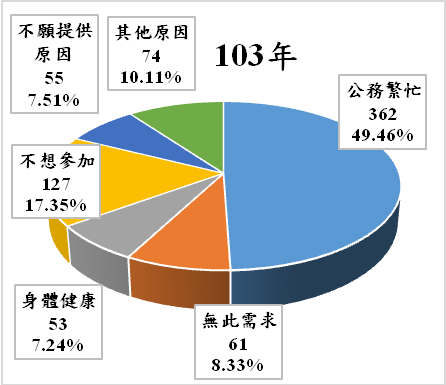 103年
不願提供
原因
55
7.51%
其他原因
74
10.11%
公務繁忙
362
49.46%
不想參加
127
17.35%
身體健康
53
7.24%
無此需求
61
8.33%